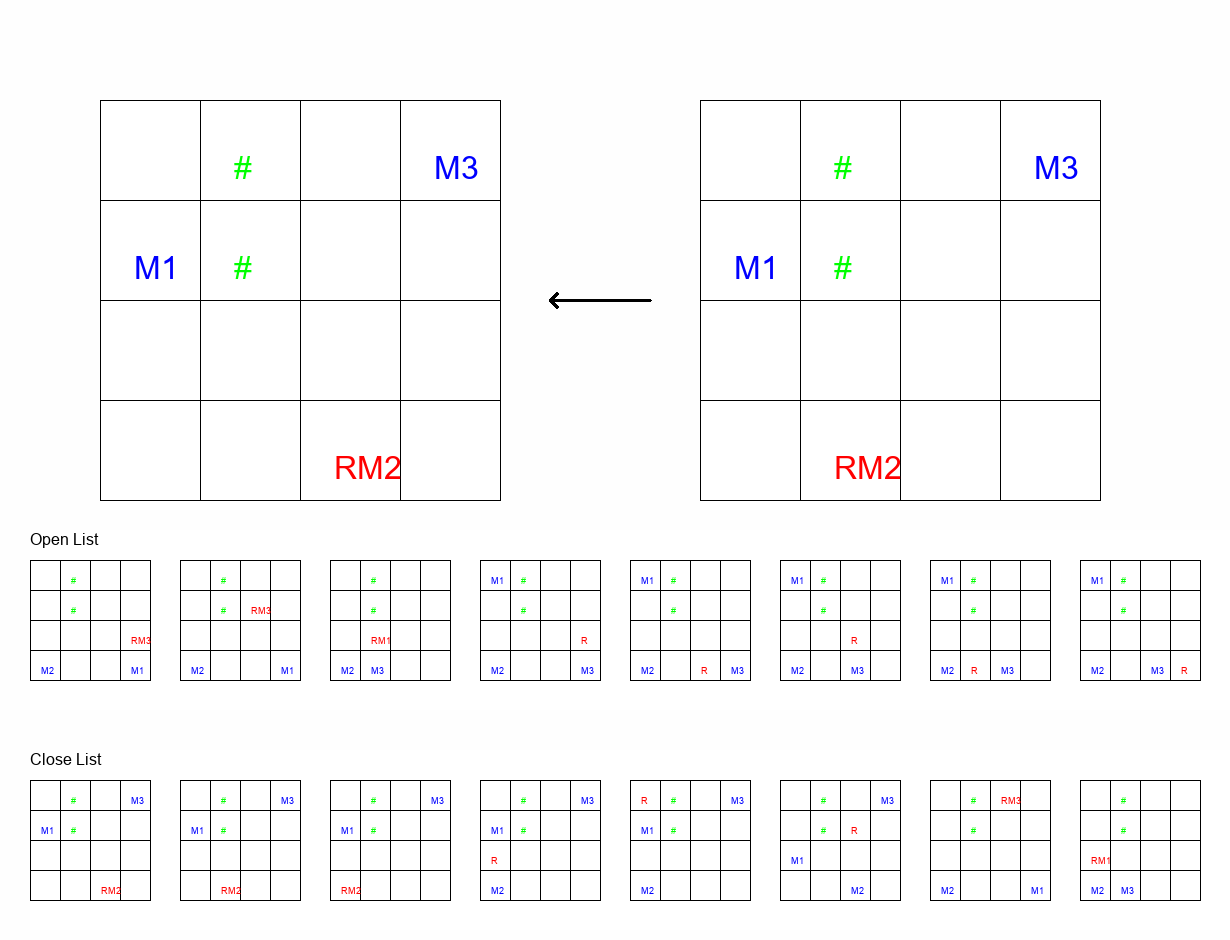 # M3 # M3
M1 # M1 #
RM2 RM2
Open List
# # # M1 # M1 # M1 # M1 # M1 #
# # RM3 # # # # # #
RM3 RM1 R R
M2 M1 M2 M1 M2 M3 M2 M3 M2 R M3 M2 M3 M2 R M3 M2 M3 R
Close List
# M3 # M3 # M3 # M3 R # M3 # M3 # RM3 #
M1 # M1 # M1 # M1 # M1 # # R # #
R M1 RM1
RM2 RM2 RM2 M2 M2 M2 M2 M1 M2 M3